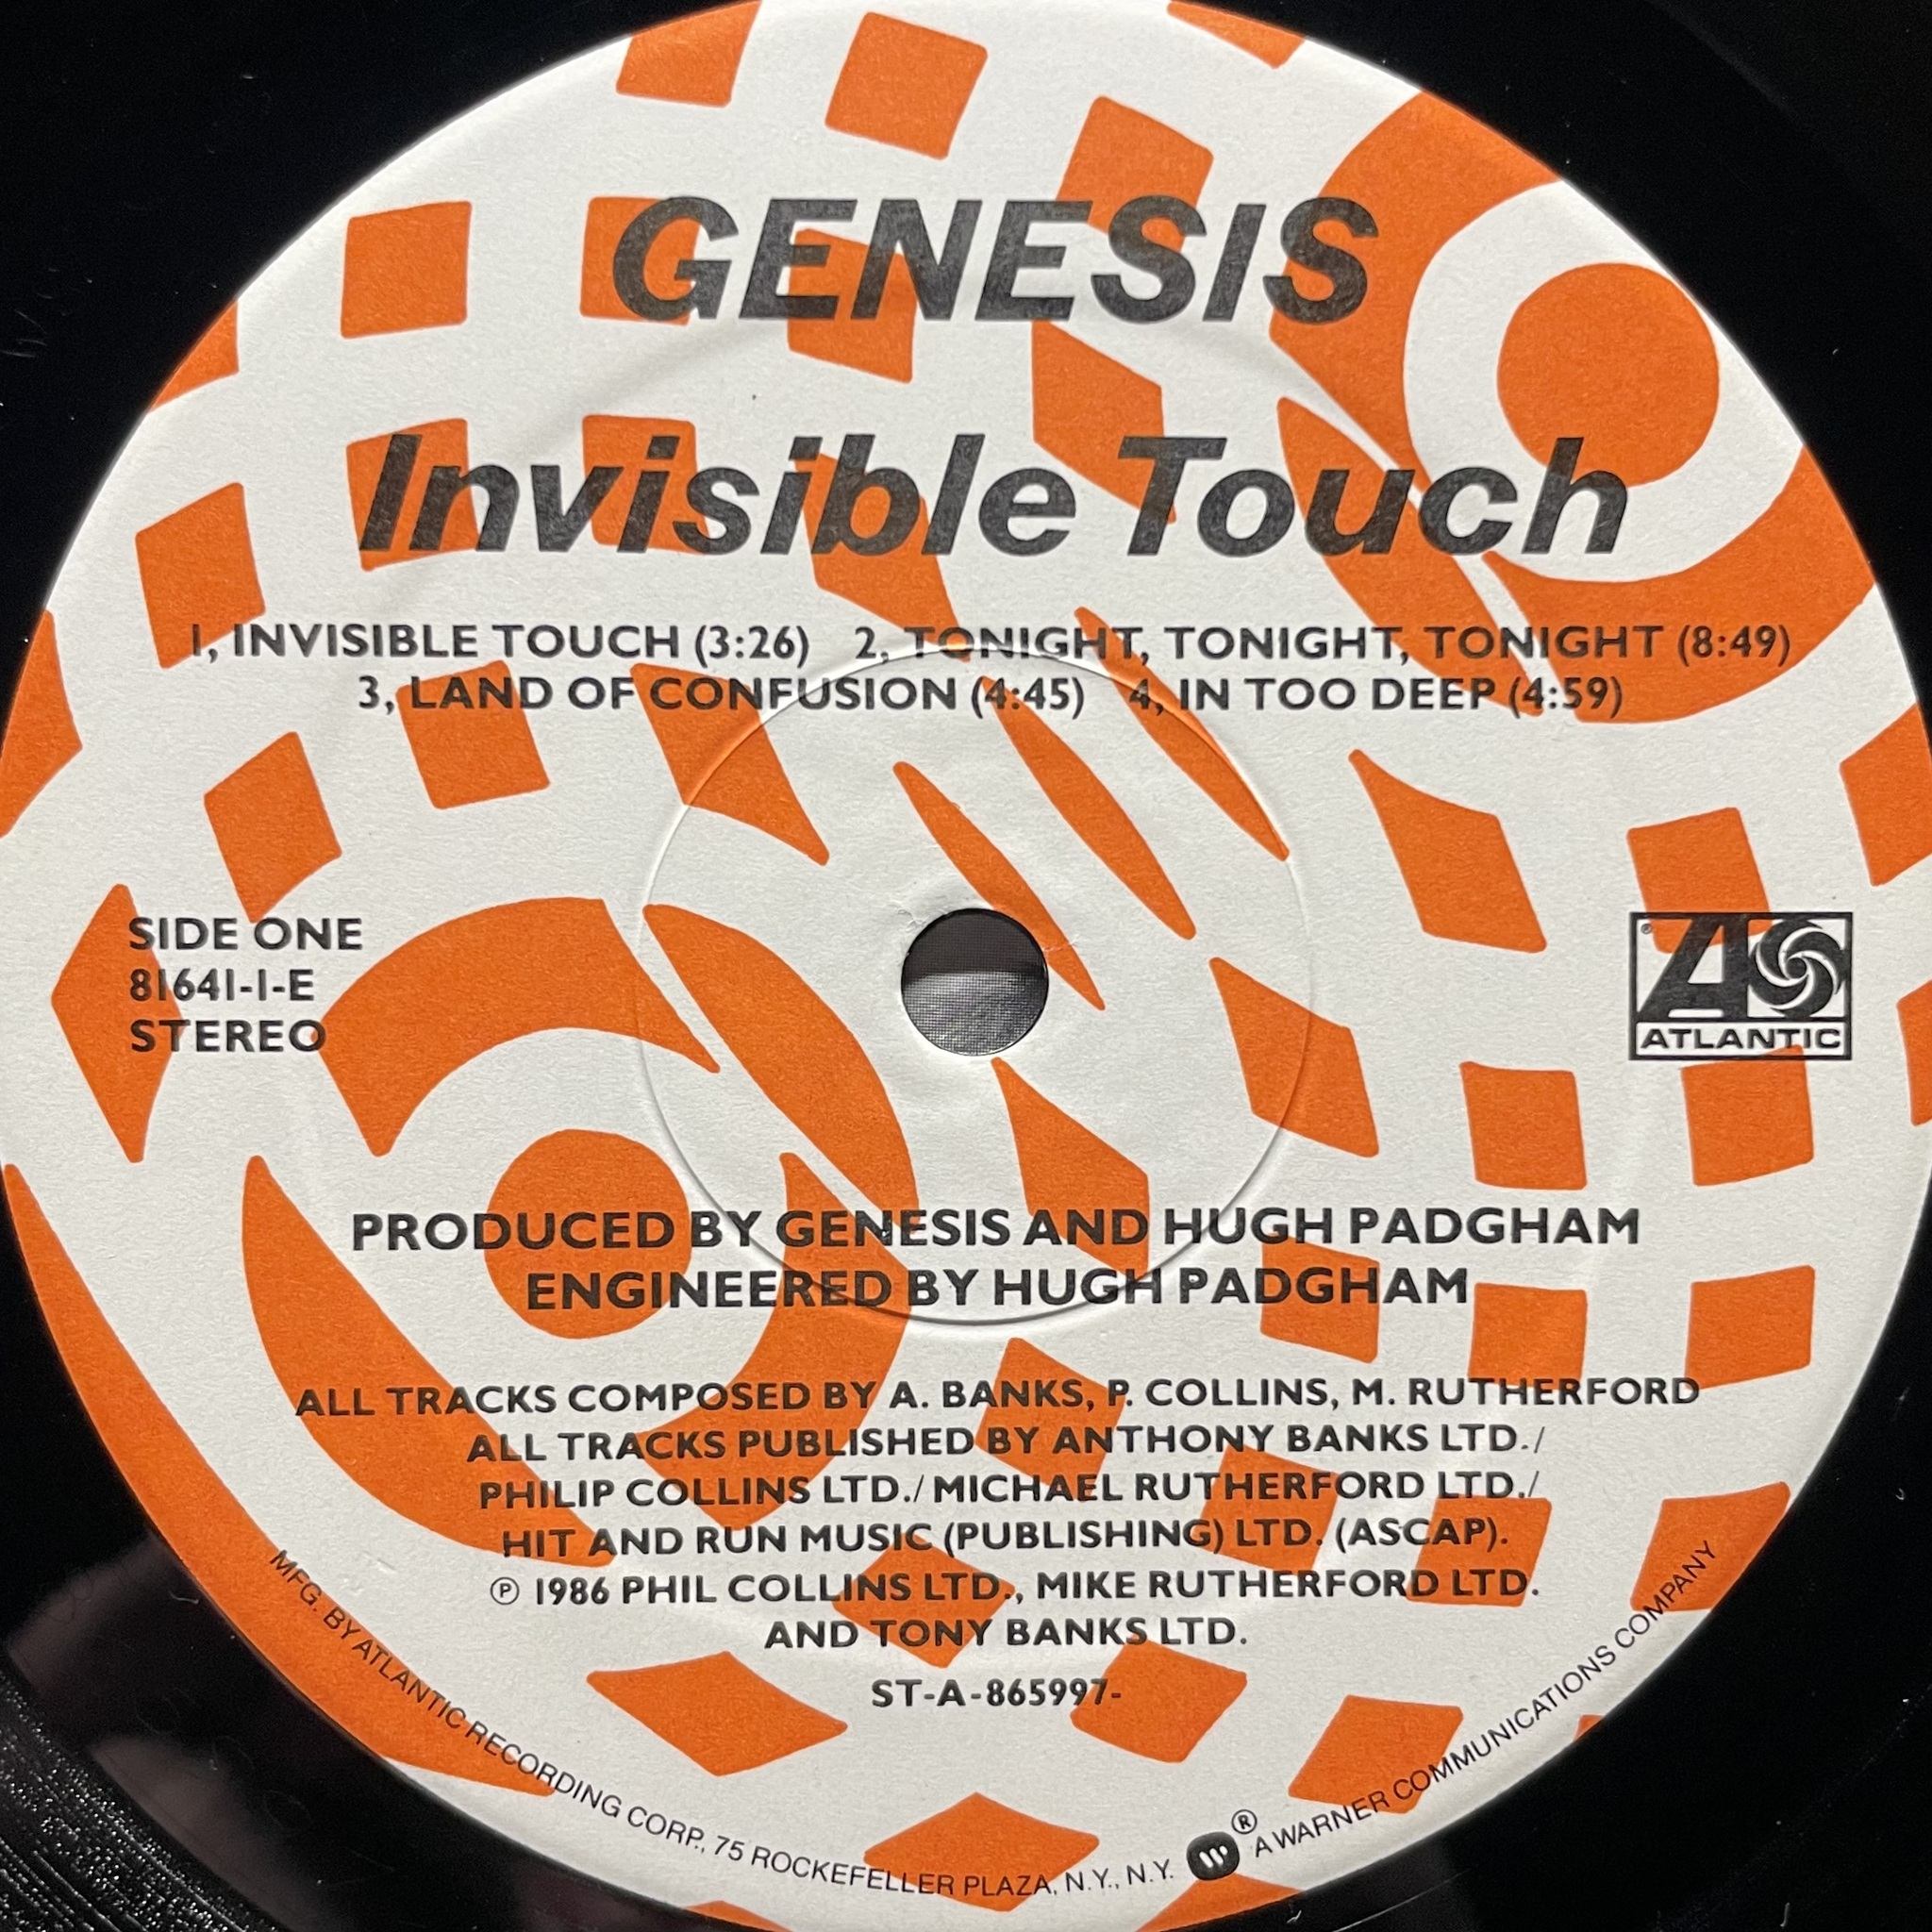 GENESIS
Invisible Touch
1, INVISIBLE TOUCH (3:26) 2, TONIGHT, TONIGHT, TONIGHT (8:49)
3, LAND OF CONFUSION (4:45) 4, IN TOO DEEP (4:59)
SIDE ONE
81641-1-E
STEREO
® AS
ATLANTIC
PRODUCED BY GENESIS AND HUGH PADGHAM
ENGINEERED BY HUGH PADGHAM
ALL TRACKS COMPOSED BY A. BANKS, P. COLLINS, M. RUTHERFORD
ALL TRACKS PUBLISHED BY ANTHONY BANKS LTD./
PHILIP COLLINS LTD./MICHAEL RUTHERFORD LTD./
HIT AND RUN MUSIC (PUBLISHING) LTD. (ASCAP).
℗ 1986 PHIL COLLINS LTD., MIKE RUTHERFORD LTD.
AND TONY BANKS LTD.
ST-A-865997-
MFG. BY ATLANTIC RECORDING CORP., 75 ROCKEFELLER PLAZA, N.Y., N.Y. W ® A WARNER COMMUNICATIONS COMPANY